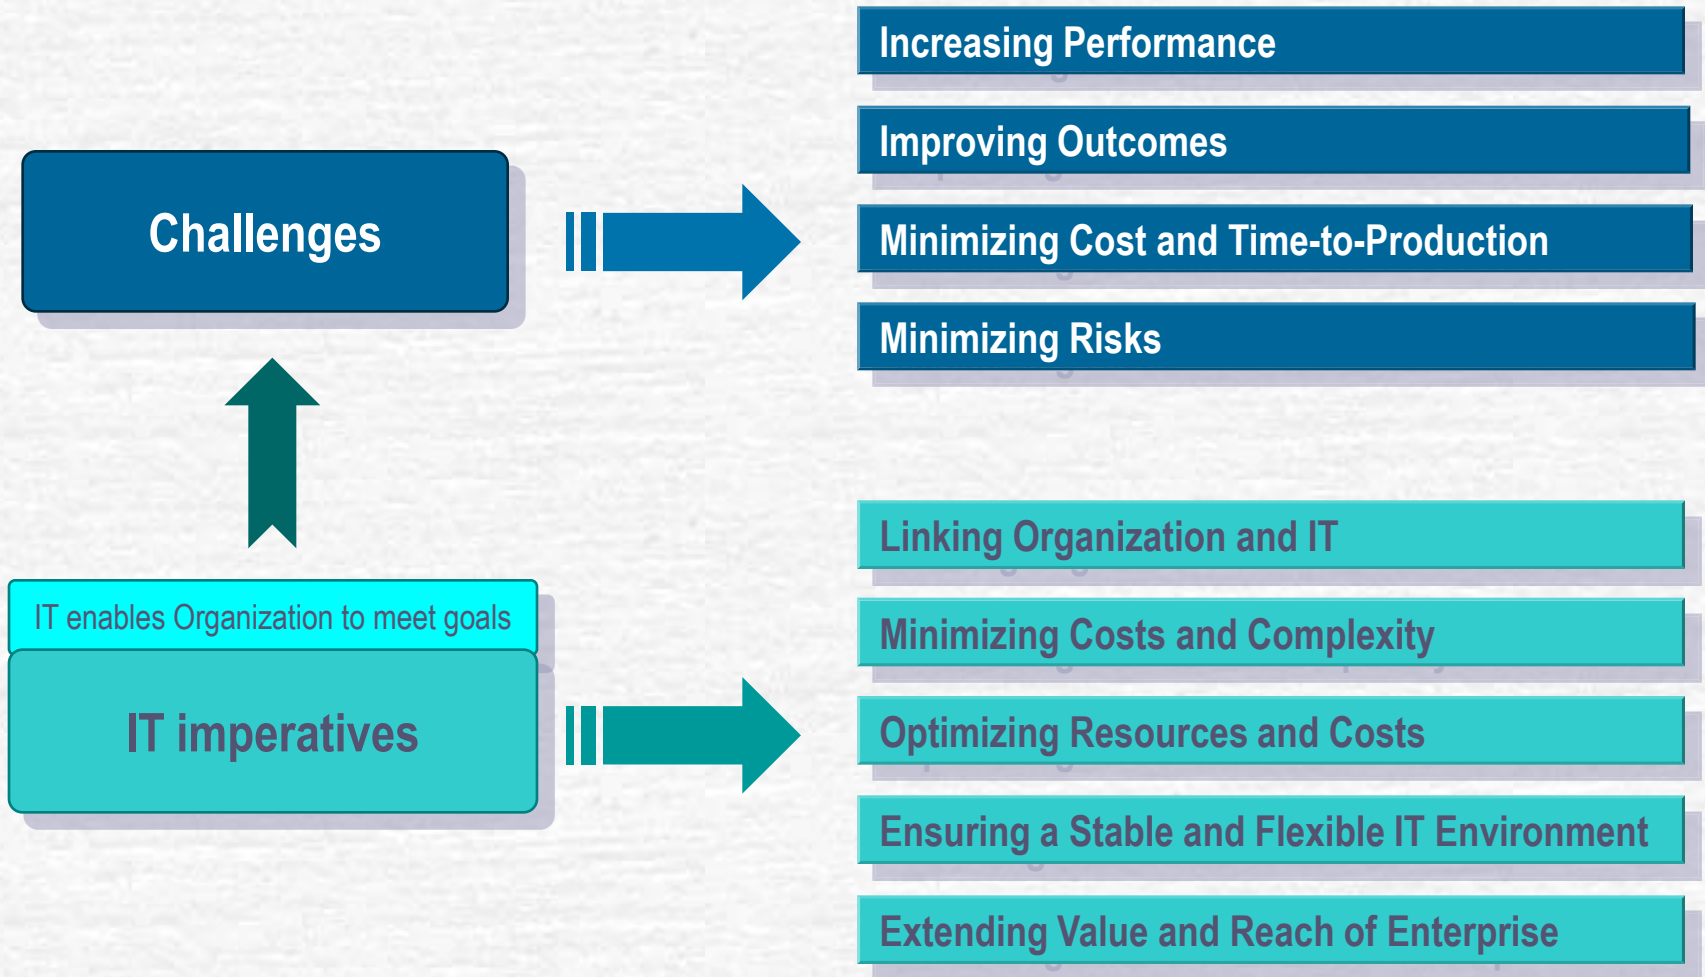 Challenges
Increasing Performance
Improving Outcomes
Minimizing Cost and Time-to-Production
Minimizing Risks
IT enables Organization to meet goals
IT imperatives
Linking Organization and IT
Minimizing Costs and Complexity
Optimizing Resources and Costs
Ensuring a Stable and Flexible IT Environment
Extending Value and Reach of Enterprise